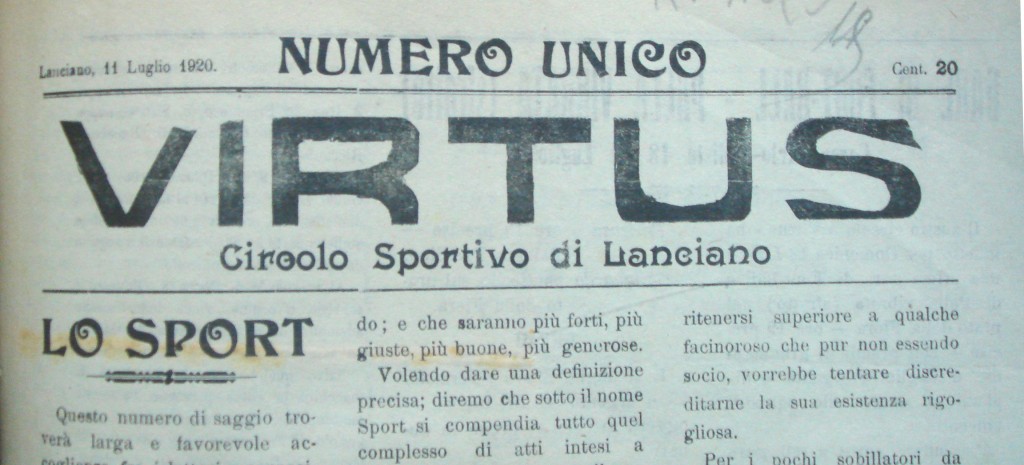 NUMERO UNICO
Lanciano, 11 Luglio 1920.
Cent. 20
VIRTUS
Circolo Sportivo di Lanciano
LO SPORT
Questo numero di saggio tro-
verà larga e favorevole ac-
do; e che saranno più forti, più
giuste, più buone, più generose.
Volendo dare una definizione
precisa; diremo che sotto il nome
Sport si compendia tutto quel
complesso di atti intesi a
ritenersi superiore a qualche
facinoroso che pur non essendo
socio, vorrebbe tentare discre-
ditarne la sua esistenza rigo-
gliosa.
Per i pochi sobillatori da